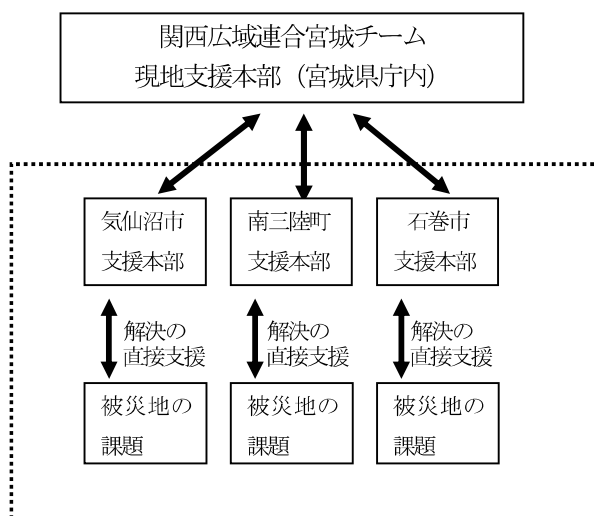 関西広域連合宮城チーム
現地支援本部（宮城県庁内）
気仙沼市
支援本部
南三陸町
支援本部
石巻市
支援本部
解決の
直接支援
解決の
直接支援
解決の
直接支援
被災地の
課題
被災地の
課題
被災地の
課題